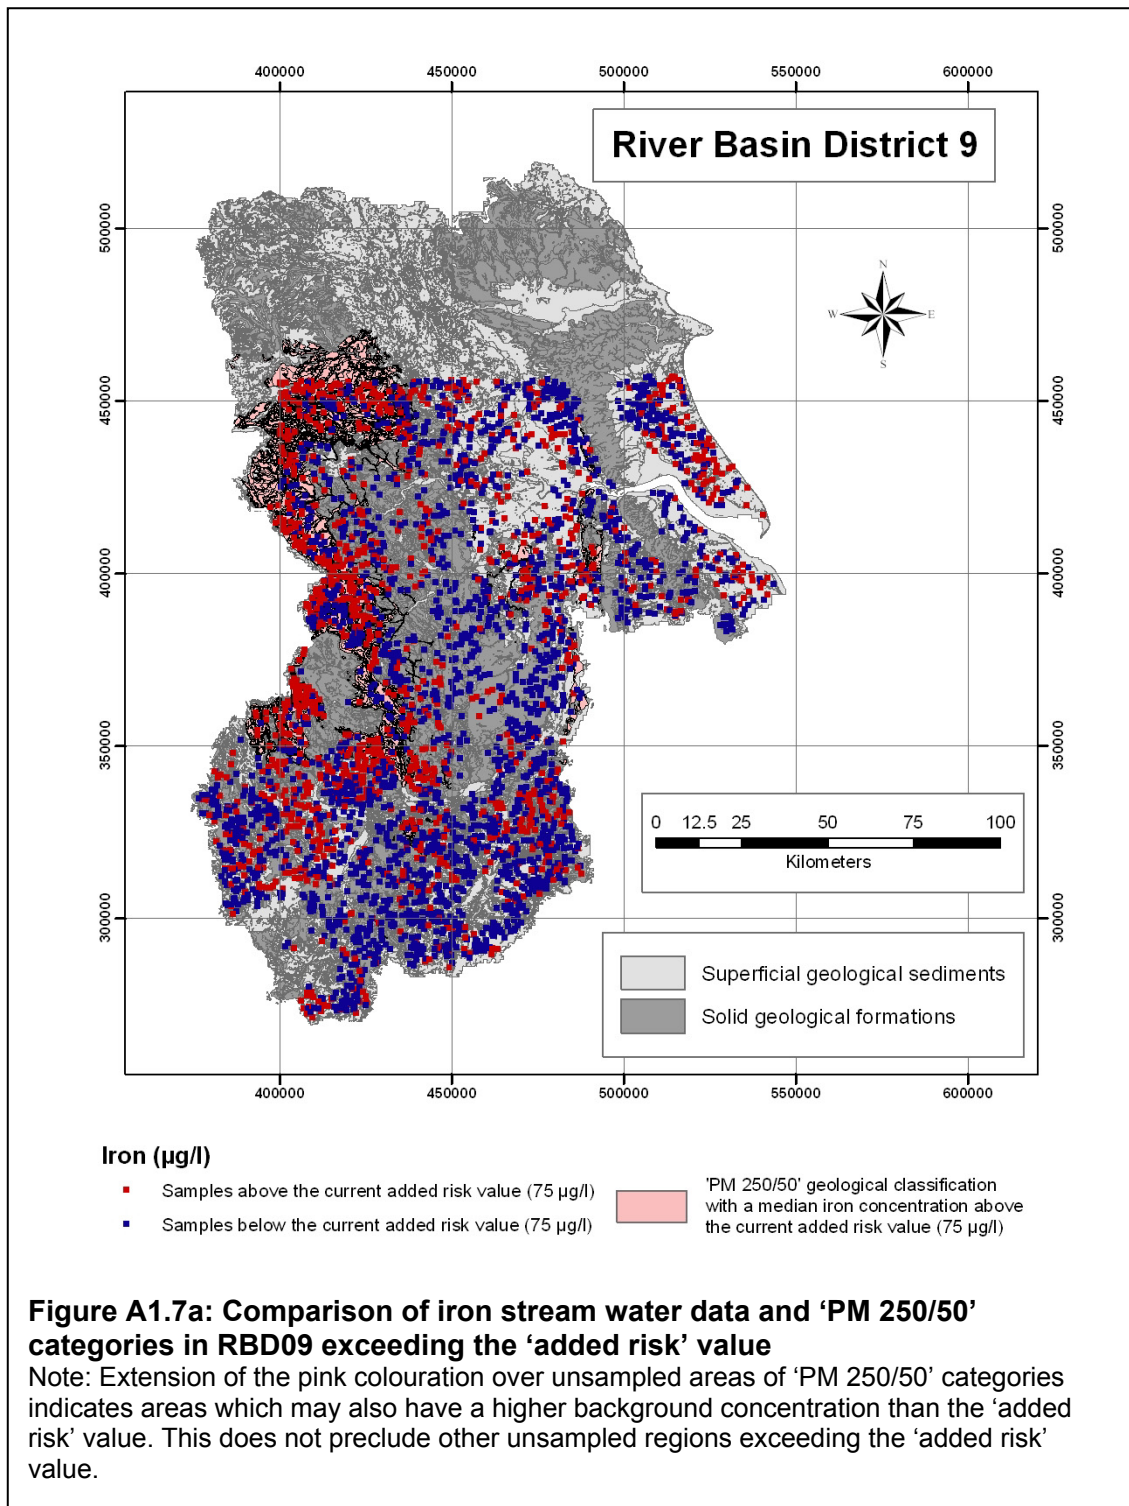 400000 450000 500000 550000 600000
River Basin District 9
500000 500000
N
W E
S
450000 450000
400000 400000
350000 350000
0 12.5 25 50 75 100
Kilometers
300000 300000
Superficial geological sediments
Solid geological formations
400000 450000 500000 550000 600000
Iron (µg/l)
Samples above the current added risk value (75 µg/l)
Samples below the current added risk value (75 µg/l)
'PM 250/50' geological classification
with a median iron concentration above
the current added risk value (75 µg/l)
Figure A1.7a: Comparison of iron stream water data and ‘PM 250/50’
categories in RBD09 exceeding the ‘added risk’ value
Note: Extension of the pink colouration over unsampled areas of ‘PM 250/50’ categories
indicates areas which may also have a higher background concentration than the ‘added
risk’ value. This does not preclude other unsampled regions exceeding the ‘added risk’
value.